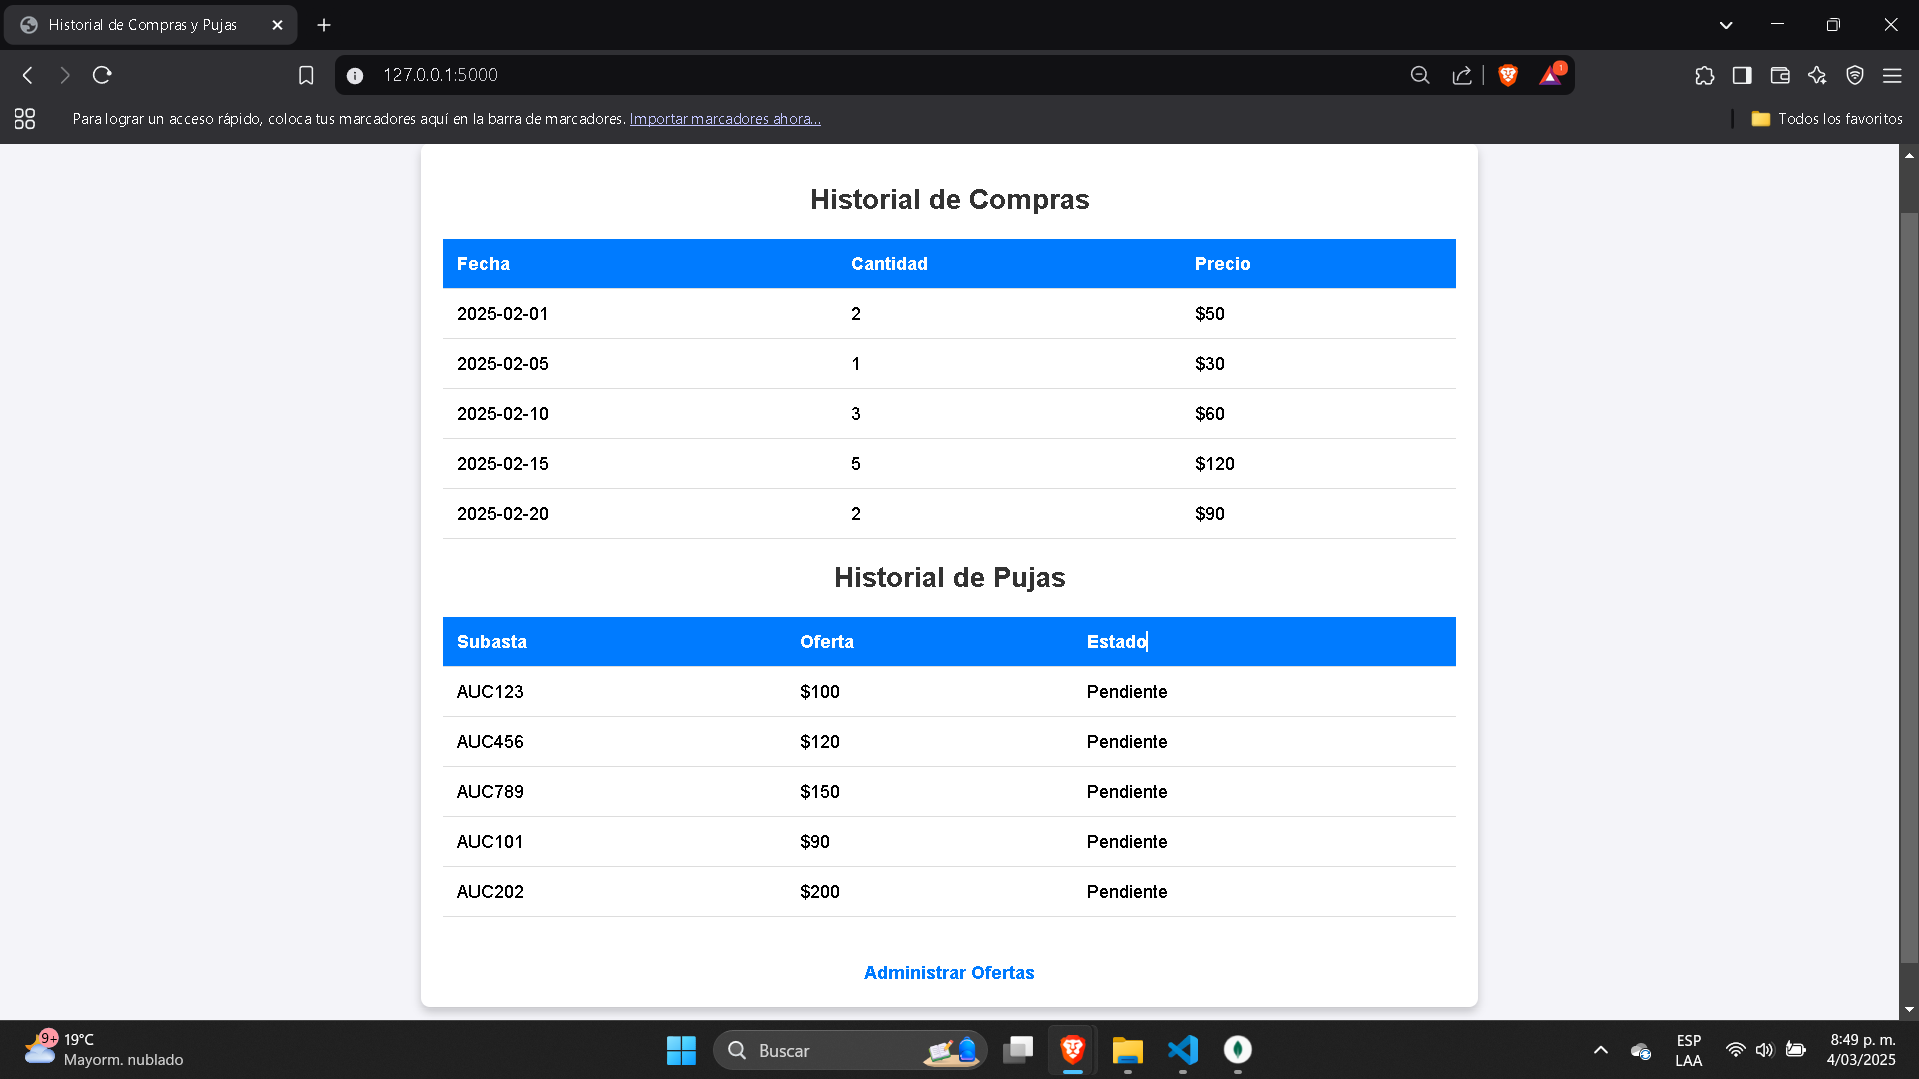 Historial de Compras y Pujas
127.0.0.1:5000
1
Para lograr un acceso rápido, coloca tus marcadores aquí en la barra de marcadores. Importar marcadores ahora...
Todos los favoritos
Historial de Compras
Fecha Cantidad Precio
2025-02-01 2 $50
2025-02-05 1 $30
2025-02-10 3 $60
2025-02-15 5 $120
2025-02-20 2 $90
Historial de Pujas
Subasta Oferta Estado
AUC123 $100 Pendiente
AUC456 $120 Pendiente
AUC789 $150 Pendiente
AUC101 $90 Pendiente
AUC202 $200 Pendiente
Administrar Ofertas
9+ 19°C
Mayorm. nublado
Buscar
ESP
LAA
8:49 p. m.
4/03/2025